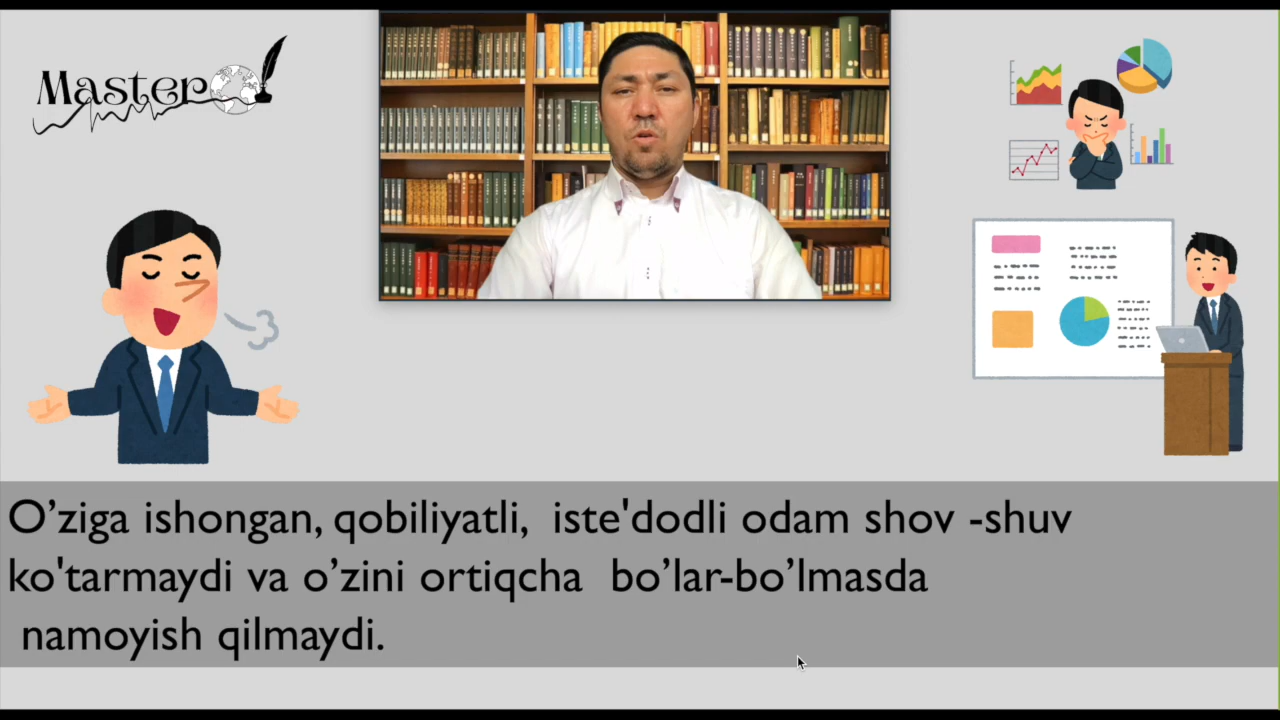 Master
O’ziga ishongan, qobiliyatli, iste'dodli odam shov -shuv
ko'tarmaydi va o’zini ortiqcha bo’lar-bo’lmasda
namoyish qilmaydi.